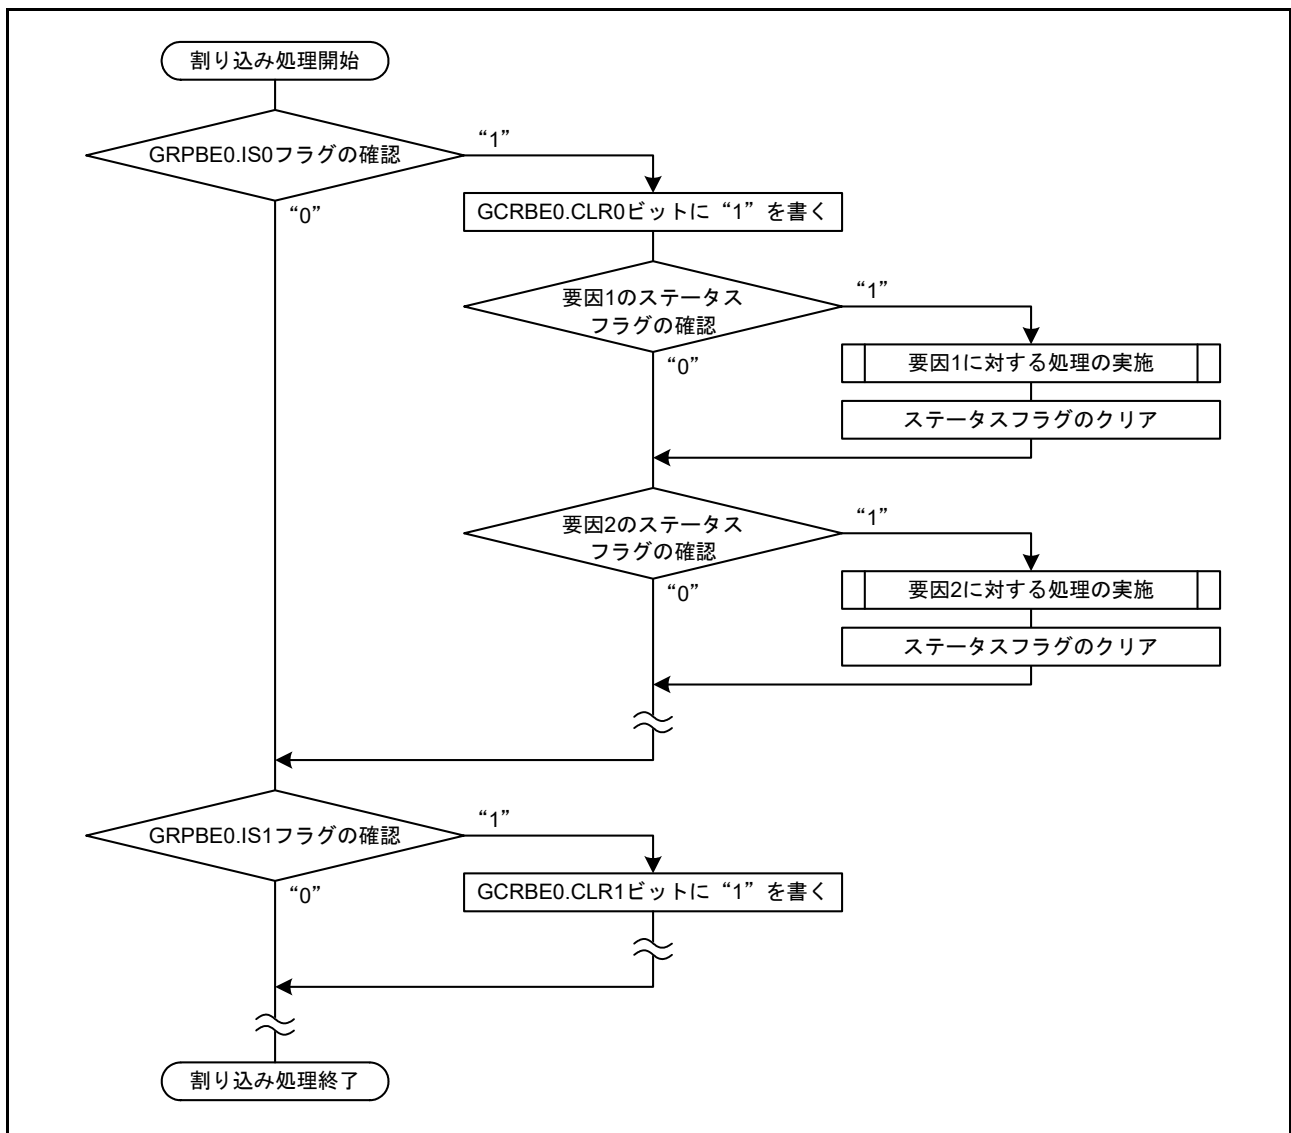 割り込み処理開始
GRPBE0.IS0フラグの確認
“1”
“0”
GCRBE0.CLR0ビットに“1”を書く
要因1のステータス
フラグの確認
“1”
“0”
要因1に対する処理の実施
ステータスフラグのクリア
要因2のステータス
フラグの確認
“1”
“0”
要因2に対する処理の実施
ステータスフラグのクリア
GRPBE0.IS1フラグの確認
“1”
“0”
GCRBE0.CLR1ビットに“1”を書く
割り込み処理終了